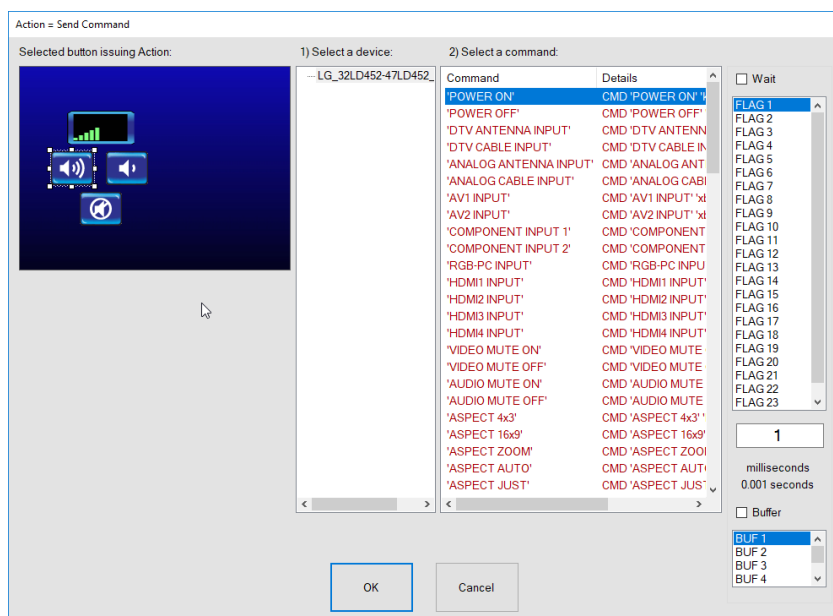 Action = Send Command
Selected button issuing Action:
1) Select a device:
2) Select a command:
LG_32LD452-47LD452_
Command Details
'POWER ON' CMD 'POWER ON'
'POWER OFF' CMD 'POWER OFF'
'DTV ANTENNA INPUT' CMD 'DTV ANTENN
'DTV CABLE INPUT' CMD 'DTV CABLE IN
'ANALOG ANTENNA INPUT' CMD 'ANALOG ANT
'ANALOG CABLE INPUT' CMD 'ANALOG CABI
'AV1 INPUT' CMD 'AV1 INPUT'
'AV2 INPUT' CMD 'AV2 INPUT'
'COMPONENT INPUT 1' CMD 'COMPONENT
'COMPONENT INPUT 2' CMD 'COMPONENT
'RGB-PC INPUT' CMD 'RGB-PC INPU
'HDMI1 INPUT' CMD 'HDMI1 INPUT'
'HDMI2 INPUT' CMD 'HDMI2 INPUT'
'HDMI3 INPUT' CMD 'HDMI3 INPUT'
'HDMI4 INPUT' CMD 'HDMI4 INPUT'
'VIDEO MUTE ON' CMD 'VIDEO MUTE
'VIDEO MUTE OFF' CMD 'VIDEO MUTE
'AUDIO MUTE ON' CMD 'AUDIO MUTE
'AUDIO MUTE OFF' CMD 'AUDIO MUTE
'ASPECT 4x3' CMD 'ASPECT 4x3' '
'ASPECT 16x9' CMD 'ASPECT 16x9'
'ASPECT ZOOM' CMD 'ASPECT ZOOI
'ASPECT AUTO' CMD 'ASPECT AUT
'ASPECT JUST' CMD 'ASPECT JUS
Wait
FLAG 1
FLAG 2
FLAG 3
FLAG 4
FLAG 5
FLAG 6
FLAG 7
FLAG 8
FLAG 9
FLAG 10
FLAG 11
FLAG 12
FLAG 13
FLAG 14
FLAG 15
FLAG 16
FLAG 17
FLAG 18
FLAG 19
FLAG 20
FLAG 21
FLAG 22
FLAG 23
1
milliseconds
0.001 seconds
Buffer
BUF 1
BUF 2
BUF 3
BUF 4
OK
Cancel